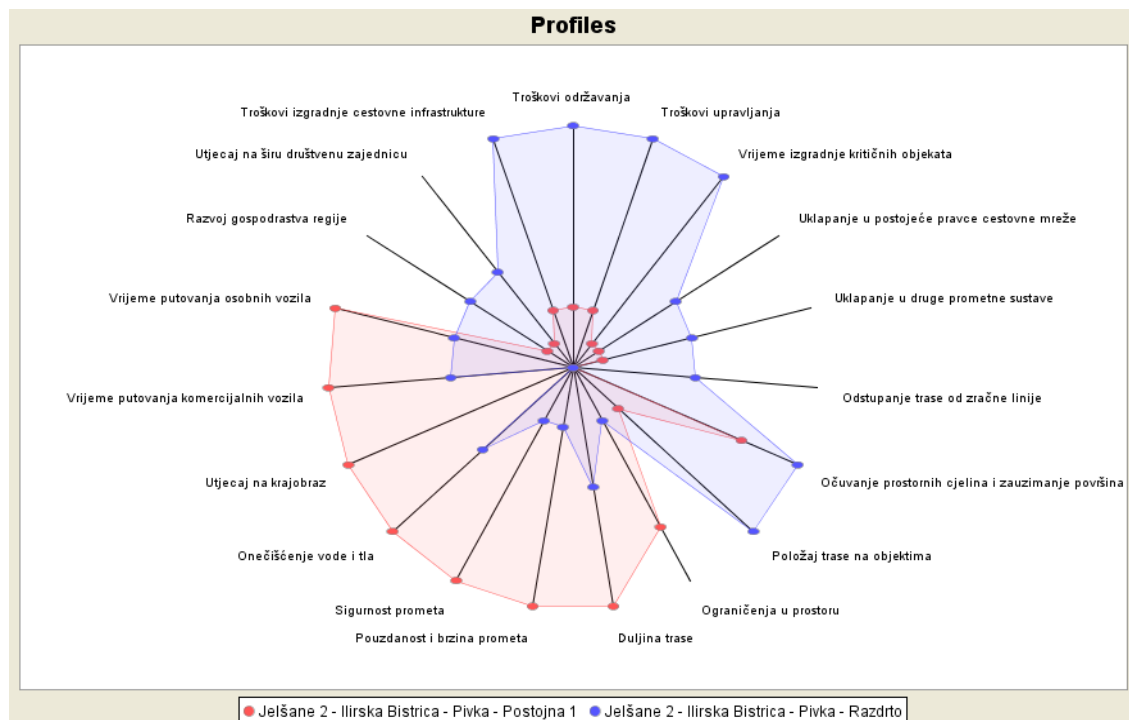 Profiles
Troškovi održavanja
Troškovi izgradnje cestovne infrastrukture
Troškovi upravljanja
Utjecaj na širu društvenu zajednicu
Vrijeme izgradnje kritičnih objekata
Razvoj gospodrastva regije
Uklapanje u postojeće pravce cestovne mreže
Vrijeme putovanja osobnih vozila
Uklapanje u druge prometne sustave
Vrijeme putovanja komercijalnih vozila
Odstupanje trase od zračne linije
Utjecaj na krajobraz
Očuvanje prostornih cjelina i zauzimanje površina
Onečišćenje vode i tla
Položaj trase na objektima
Sigurnost prometa
Ograničenja u prostoru
Pouzdanost i brzina prometa
Duljina trase
Jelšane 2 - Ilirska Bistrica - Pivka - Postojna 1
Jelšane 2 - Ilirska Bistrica - Pivka - Razdrto